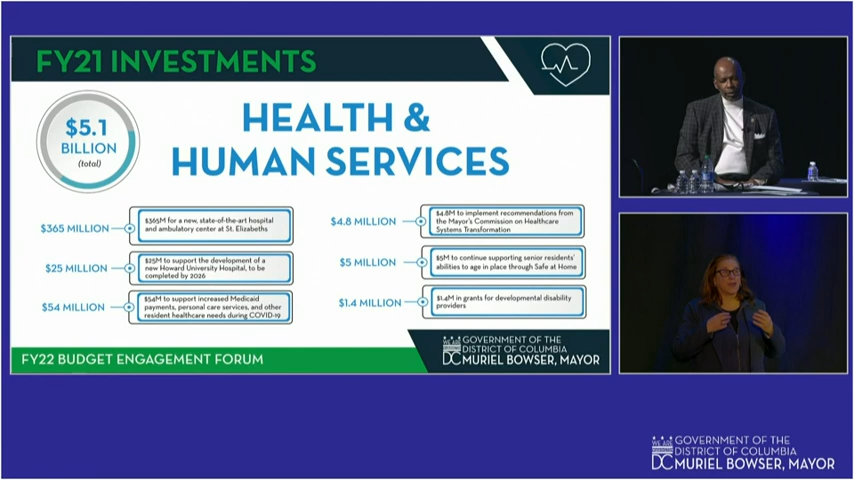 FY21 INVESTMENTS
$5.1
BILLION
(total)
HEALTH &
HUMAN SERVICES
$365 MILLION
$365M for a new, state-of-the-art hospital
and ambulatory center at St. Elizabeths
$25 MILLION
$25M to support the development of a
new Howard University Hospital, to be
completed by 2026
$54 MILLION
$54M to support increased Medicaid
payments, personal care services, and other
resident healthcare needs during COVID-19
$4.8 MILLION
$4.8M to implement recommendations from
the Mayor's Commission on Healthcare
Systems Transformation
$5 MILLION
$5M to continue supporting senior residents'
abilities to age in place through Safe at Home
$1.4 MILLION
$1.4M in grants for developmental disability
providers
FY22 BUDGET ENGAGEMENT FORUM
WE ARE
DC
GOVERNMENT OF THE
DISTRICT OF COLUMBIA
MURIEL BOWSER, MAYOR
WE ARE
DC
GOVERNMENT OF THE
DISTRICT OF COLUMBIA
MURIEL BOWSER, MAYOR